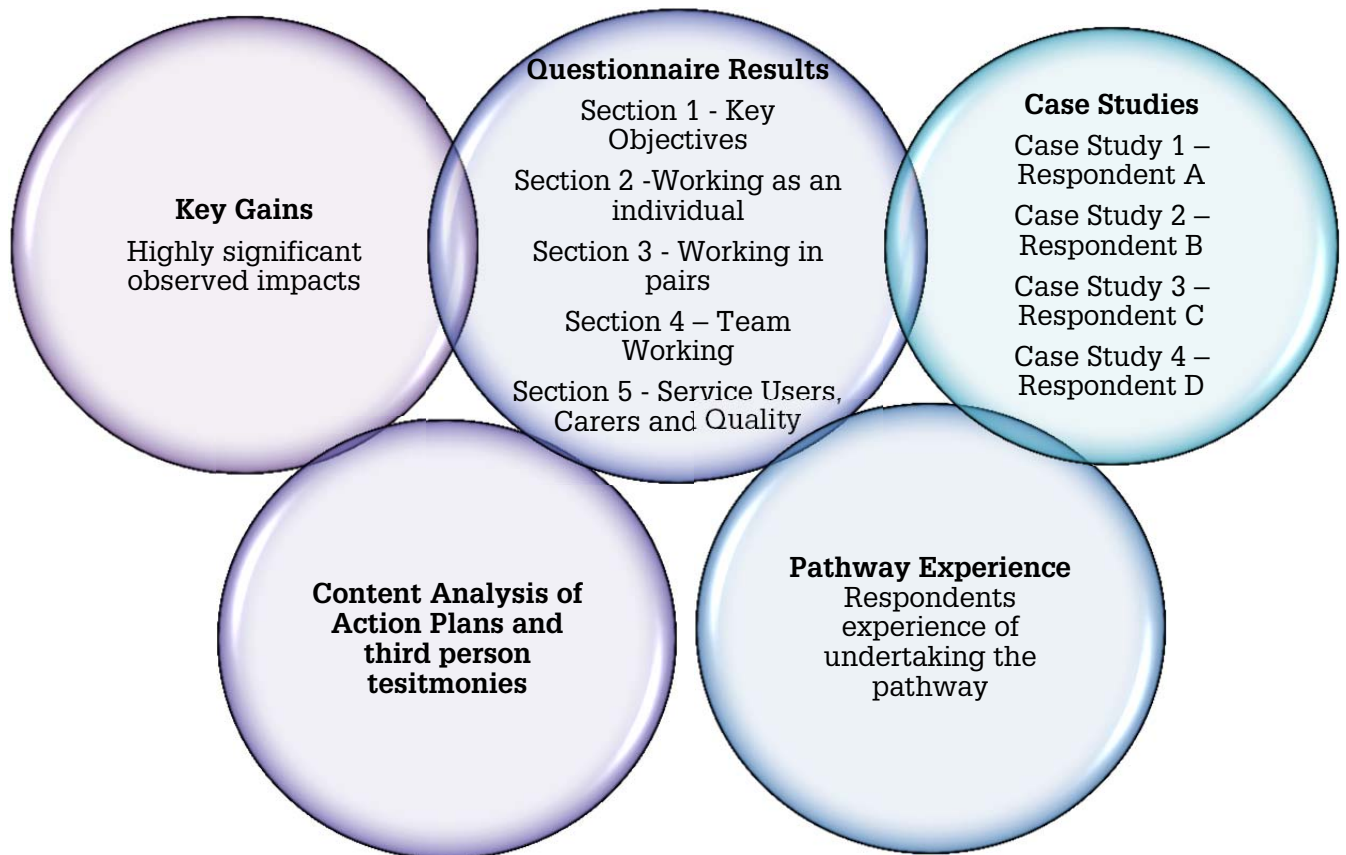 Key Gains
Highly significant
observed impacts
Questionnaire Results
Section 1 - Key
Objectives
Section 2 -Working as an
individual
Section 3 - Working in
pairs
Section 4 – Team
Working
Section 5 - Service Users,
Carers and Quality
Case Studies
Case Study 1 –
Respondent A
Case Study 2 –
Respondent B
Case Study 3 –
Respondent C
Case Study 4 –
Respondent D
Content Analysis of
Action Plans and
third person
tesitmonies
Pathway Experience
Respondents
experience of
undertaking the
pathway